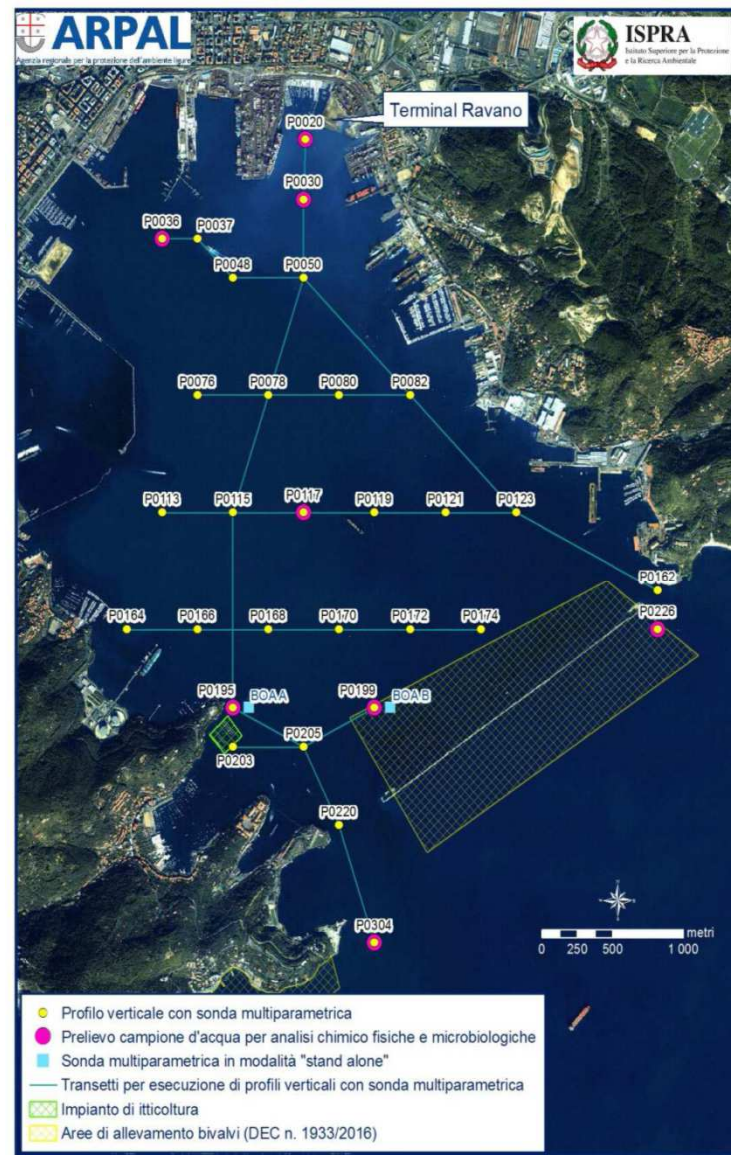 ARPAL
Agenzia regionale per la protezione dell'ambiente ligure
ISPRA
Istituto Superiore per la Protezione
e la Ricerca Ambientale
Terminal Ravano
P0020
P0030
P0036
P0037
P0048
P0050
P0076
P0078
P0080
P0082
P0113
P0115
P0117
P0119
P0121
P0123
P0162
P0164
P0166
P0168
P0170
P0172
P0174
P0226
P0195
BOA A
P0199
BOA B
P0203
P0205
P0220
P0304
metri
0 250 500 1 000
Profilo verticale con sonda multiparametrica
Prelievo campione d'acqua per analisi chimico fisiche e microbiologiche
Sonda multiparametrica in modalità "stand alone"
Transetti per esecuzione di profili verticali con sonda multiparametrica
Impianto di itticoltura
Aree di allevamento bivalvi (DEC n. 1933/2016)